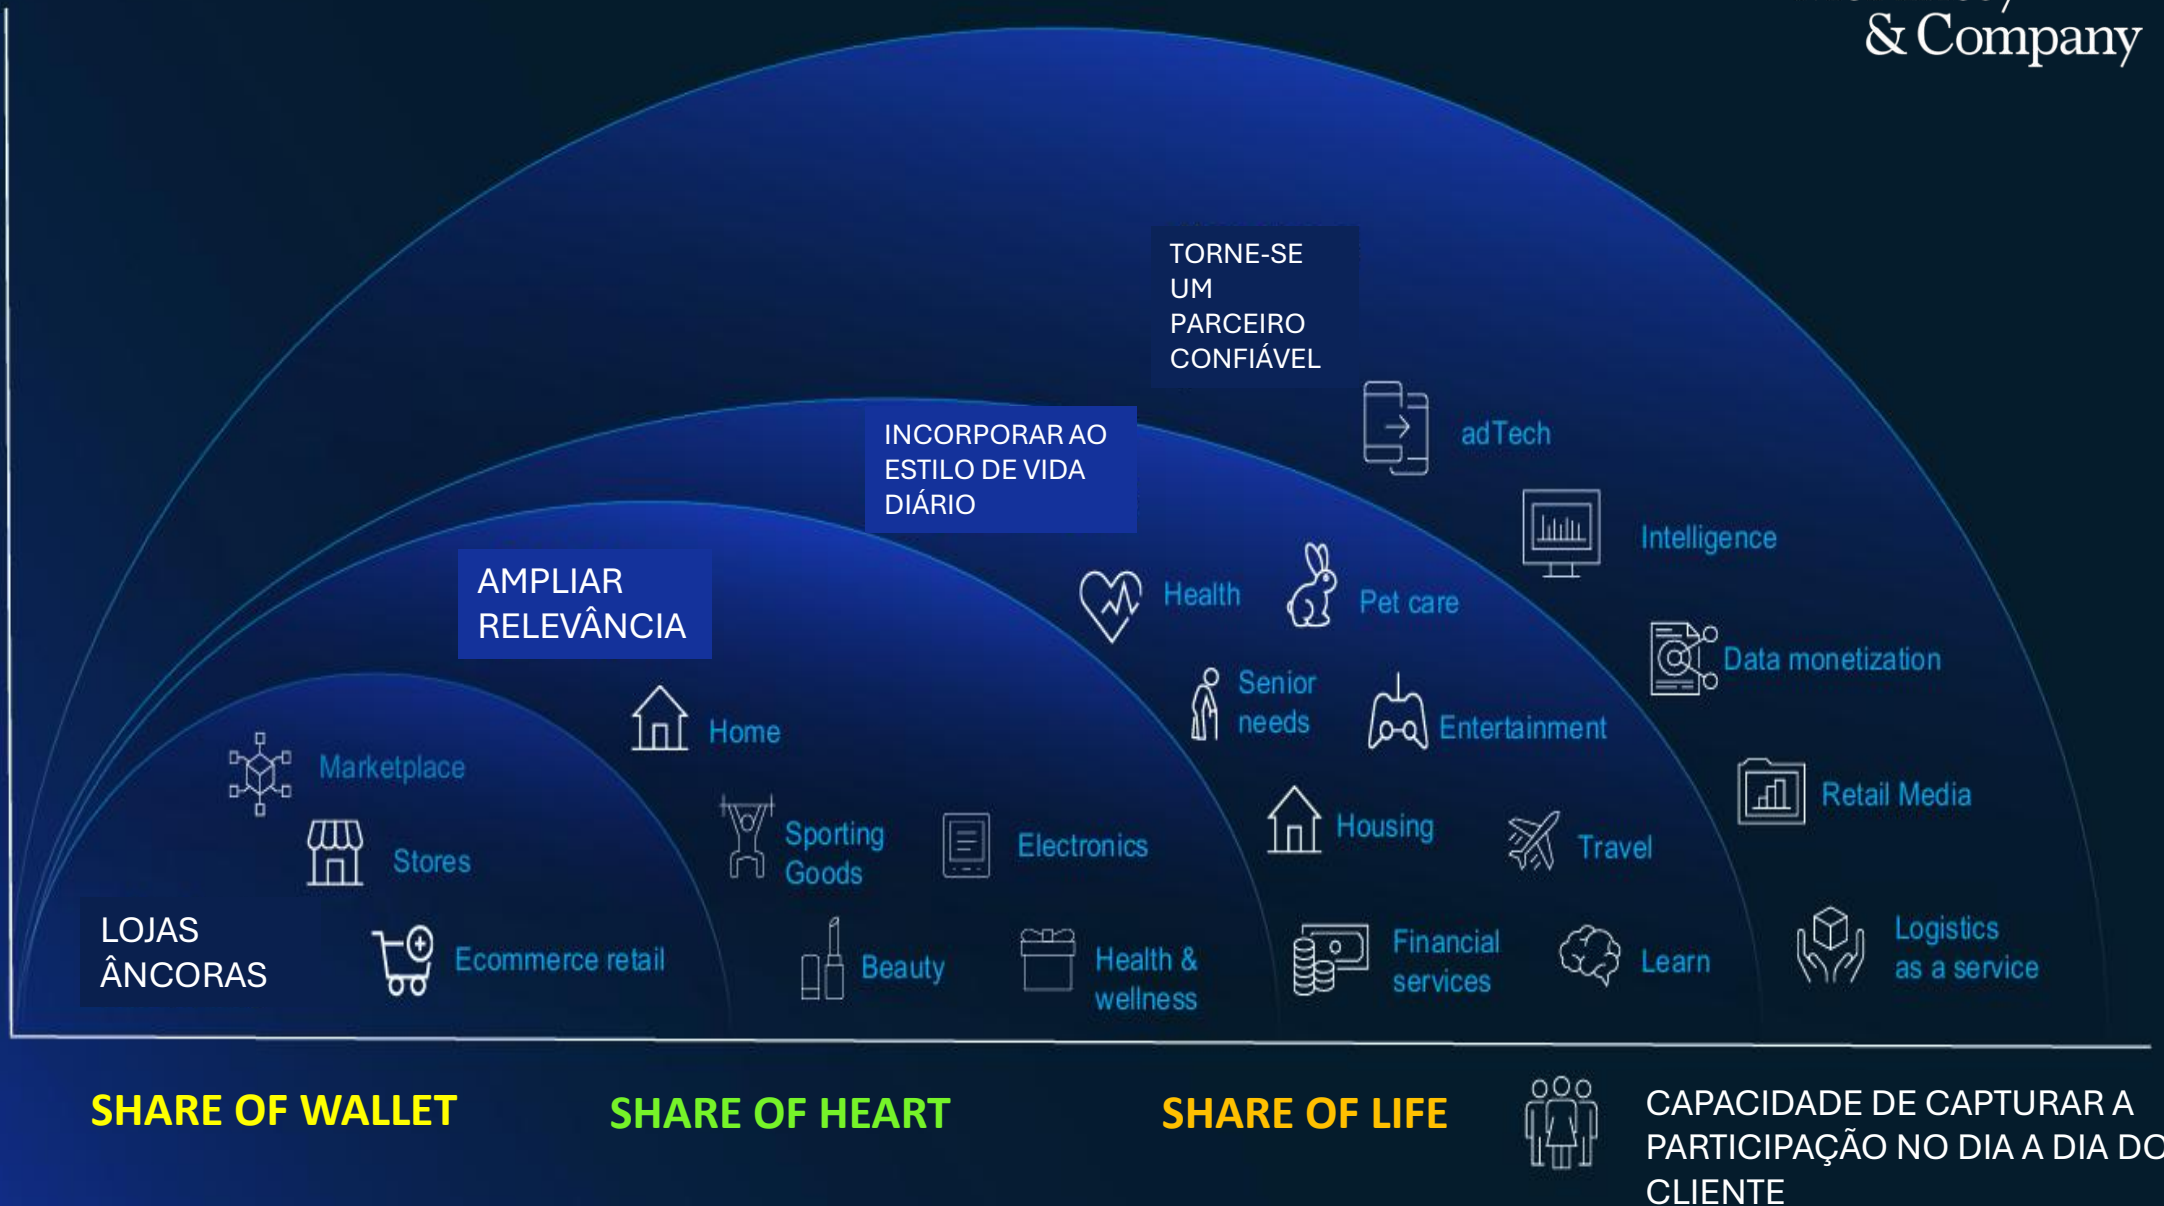 & Company
TORNE-SE
UM
PARCEIRO
CONFIÁVEL
adTech
INCORPORAR AO
ESTILO DE VIDA
DIÁRIO
Intelligence
AMPLIAR
RELEVÂNCIA
Health
Pet care
Data monetization
Senior
needs
Entertainment
Home
Marketplace
Retail Media
Sporting
Goods
Electronics
Housing
Travel
Stores
LOJAS
ÂNCORAS
Ecommerce retail
Beauty
Health &
wellness
Financial
services
Learn
Logistics
as a service
SHARE OF WALLET
SHARE OF HEART
SHARE OF LIFE
CAPACIDADE DE CAPTURAR A
PARTICIPAÇÃO NO DIA A DIA DO
CLIENTE